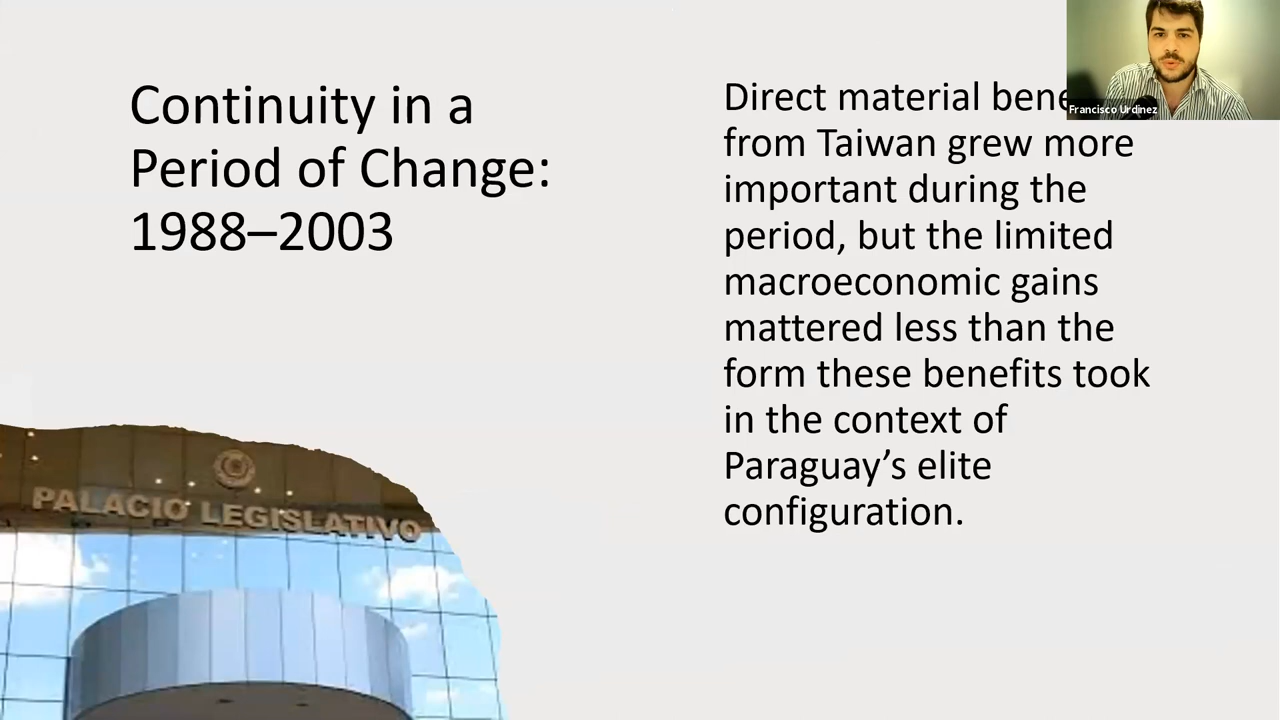 Continuity in a
Period of Change:
1988–2003
Direct material
from Taiwan grew more
important during the
period, but the limited
macroeconomic gains
mattered less than the
form these benefits took
in the context of
Paraguay’s elite
configuration.
Francisco Urdinez
PALACIO LEGISLATIVO